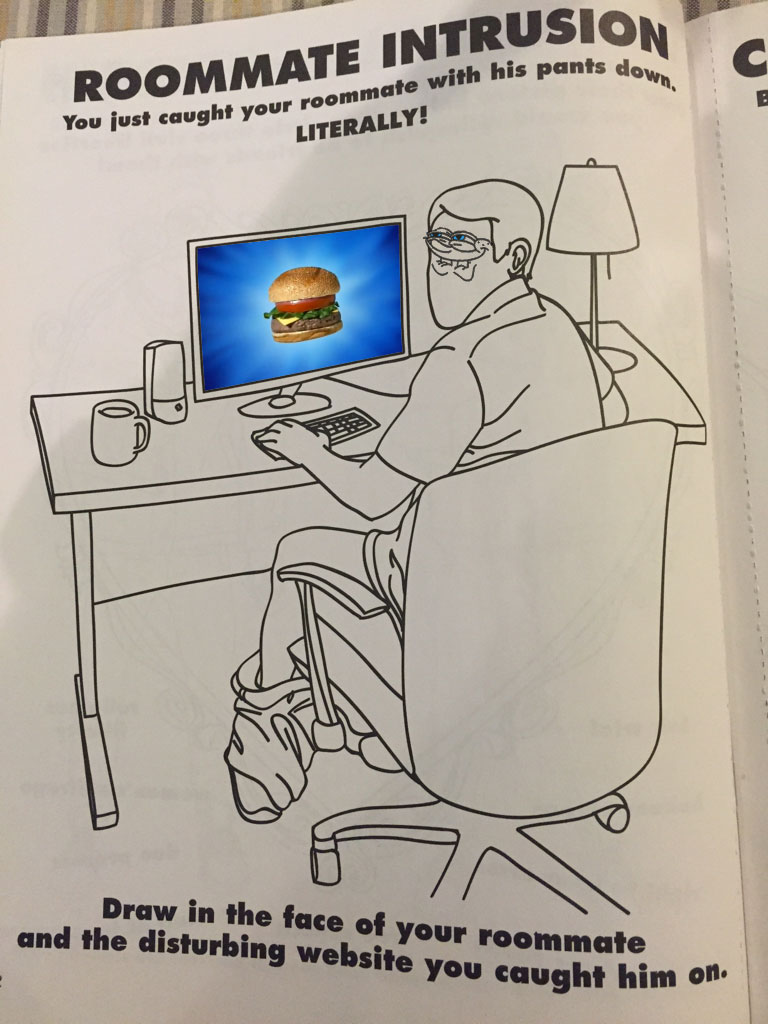 ROOMMATE INTRUSION
You just caught your roommate with his pants down.
LITERALLY!
Draw in the face of your roommate
and the disturbing website you caught him on.
C
B